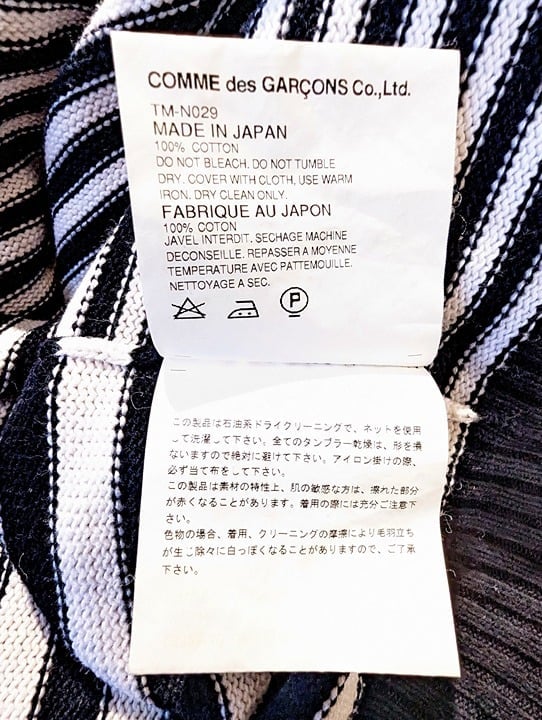 COMME des GARÇONS Co.,Ltd.
TM-N029
MADE IN JAPAN
100% COTTON
DO NOT BLEACH. DO NOT TUMBLE
DRY. COVER WITH CLOTH, USE WARM
IRON. DRY CLEAN ONLY.
FABRIQUE AU JAPON
100% COTON
JAVEL INTERDIT. SECHAGE MACHINE
DECONSEILLE. REPASSER A MOYENNE
TEMPERATURE AVEC PATTEMOUILLE.
NETTOYAGE A SEC.
P
この製品は石油系ドライクリーニングで、ネットを使用
して洗濯して下さい。全てのタンブラー乾燥は、形を損
ないますので絶対に避けて下さい。アイロン掛けの際、
必ず当て布をして下さい。
この製品は素材の特性上、肌の敏感な方は、擦れた部分
が赤くなることがあります。着用の際には充分ご注意下
さい。
色物の場合、着用、クリーニングの摩擦により毛羽立ち
が生じ除々に白っぽくなることがありますので、ご了承
下さい。